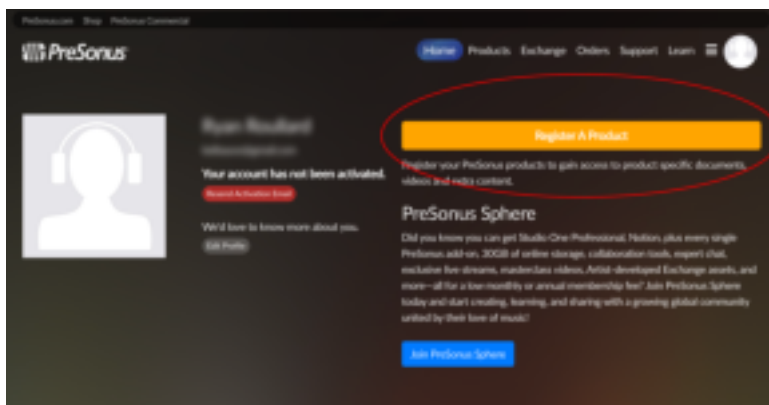 PreSonus.com Shop PreSonus Commercial
PreSonus
Home Products Exchange Orders Support Learn
Register A Product
Your account has not been activated.
Register your PreSonus products to gain access to product specific documents,
videos and extra content.
Resend Activation Email
We'd love to know more about you.
Edit Profile
PreSonus Sphere
Did you know you can get Studio One Professional, Notion, plus every single
PreSonus add-on, 30GB of online storage, collaboration tools, expert chat,
exclusive live streams, masterclass videos, Artist-developed Exchange assets, and
more—all for a low monthly or annual membership fee? Join PreSonus Sphere
today and start creating, learning, and sharing with a growing global community
united by their love of music!
Join PreSonus Sphere